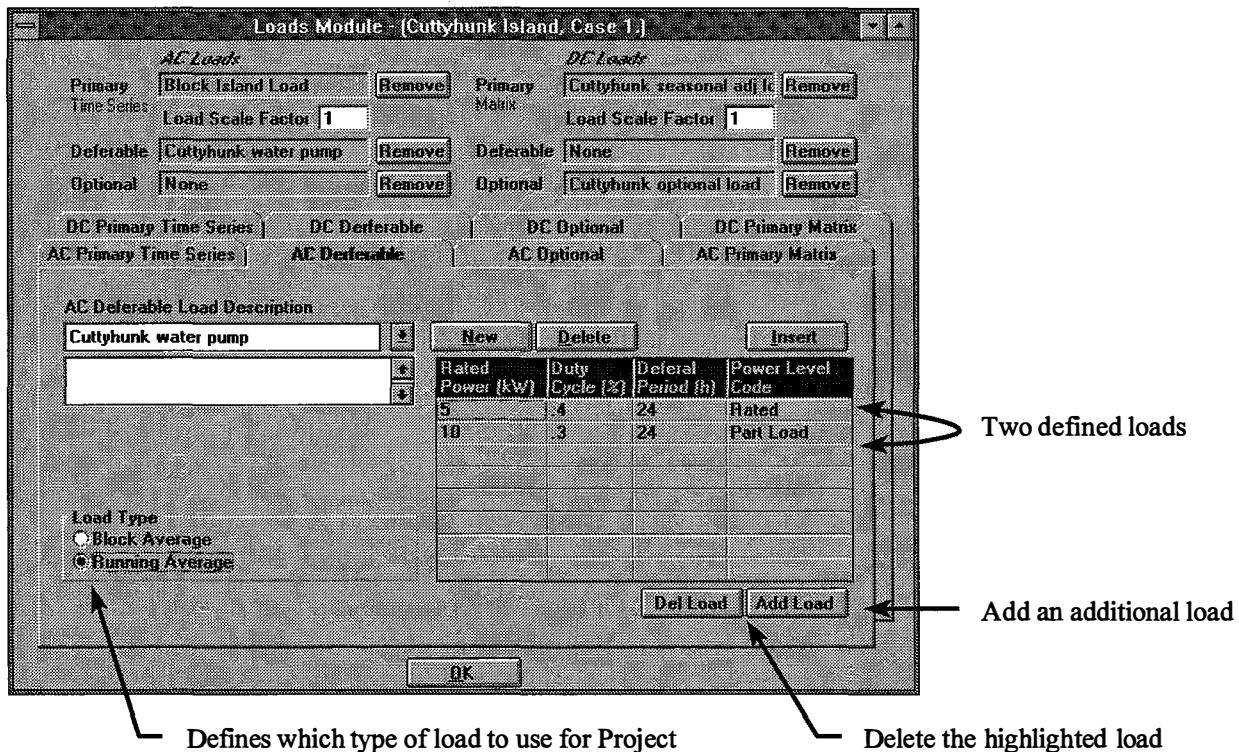 Loads Module - (Cuttyhunk Island, Case 1.)
AC Loads DC Loads
Primary Block Island Load Remove Primary Cuttyhunk seasonal adj lc Remove
Time Series Matrix
Load Scale Factor 1 Load Scale Factor 1
Deferable Cuttyhunk water pump Remove Deferable None Remove
Optional None Remove Optional Cuttyhunk optional load Remove
DC Primary Time Series DC Derferable DC Optional DC Primary Matrix
AC Primary Time Series AC Derferable AC Optional AC Primary Matrix
AC Deferable Load Description
Cuttyhunk water pump New Delete Insert
Rated Duty Deferal Power Level
Power (kW) Cycle (%) Period (h) Code
5 .4 24 Rated
10 .3 24 Part Load
Two defined loads
Load Type
Block Average
Running Average
Del Load Add Load
Add an additional load
OK
Defines which type of load to use for Project
Delete the highlighted load